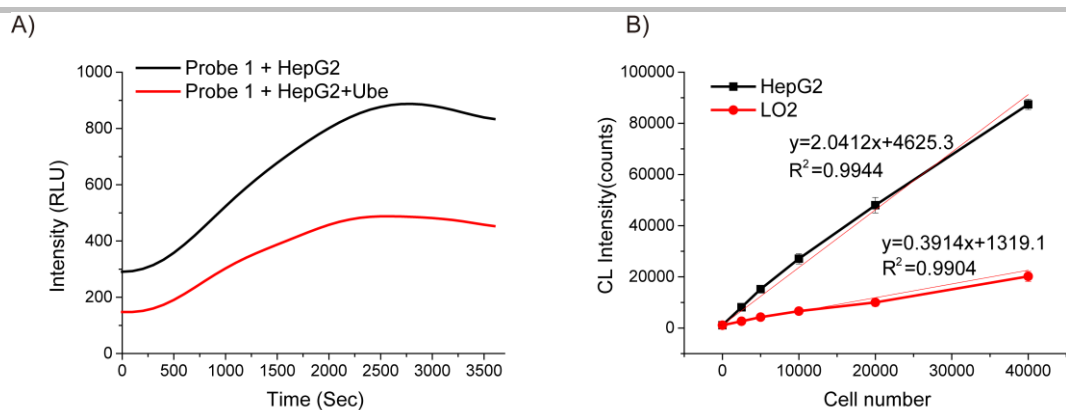 A)
Probe 1 + HepG2
Probe 1 + HepG2+Ube
1000
800
600
400
200
0
Intensity (RLU)
0 500 1000 1500 2000 2500 3000 3500
Time (Sec)
B)
HepG2
LO2
100000
80000
60000
40000
20000
0
CL Intensity(counts)
y=2.0412x+4625.3
R²=0.9944
y=0.3914x+1319.1
R²=0.9904
0 10000 20000 30000 40000
Cell number